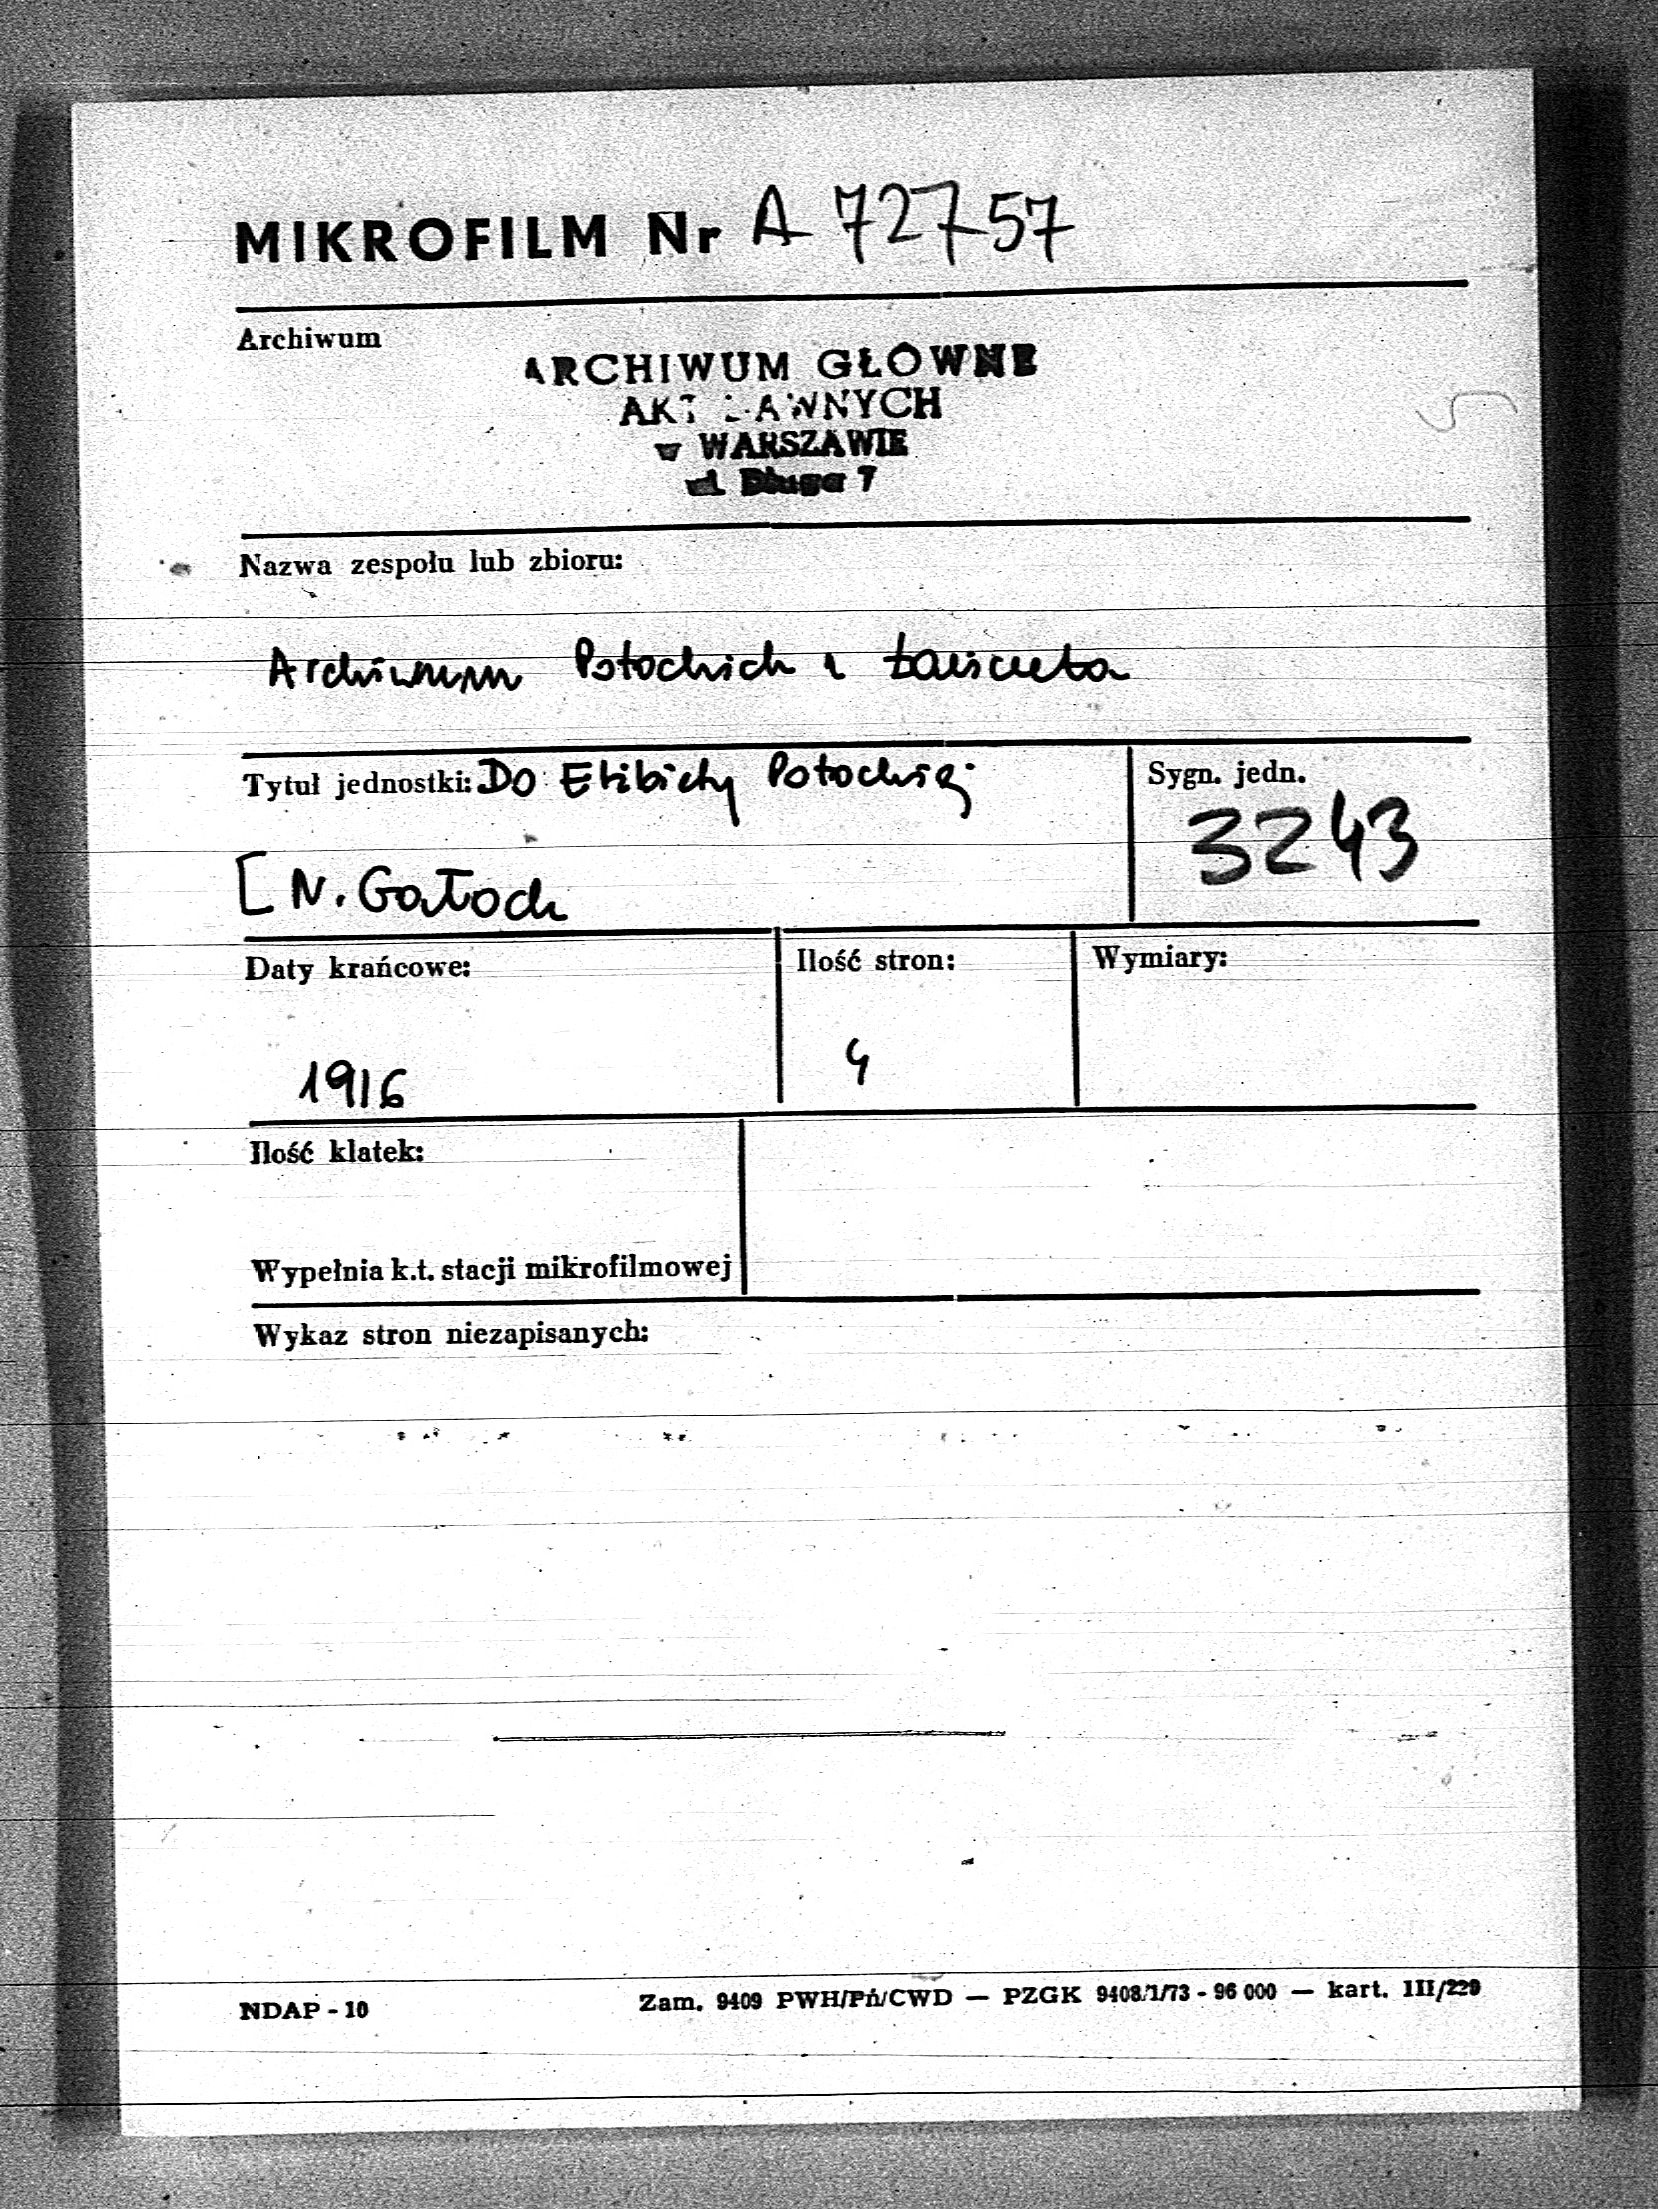 MIKROFILM Nr A 72757
Archiwum
ARCHIWUM GŁÓWNE
AKT DAWNYCH
w WARSZAWIE
ul. Długa 7
Nazwa zespołu lub zbioru:
Archiwum Potockich z Łańcuta
Tytuł jednostki: Do Elżbiety Potockiej
Sygn. jedn.
3243
[N. Gałoch
Daty krańcowe:
Ilość stron:
Wymiary:
1916
4
Ilość klatek:
Wypełnia k.t. stacji mikrofilmowej
Wykaz stron niezapisanych:
NDAP - 10
Zam. 9409 PWH/Pń/CWD — PZGK 9408/1/73 - 96 000 — kart. III/229